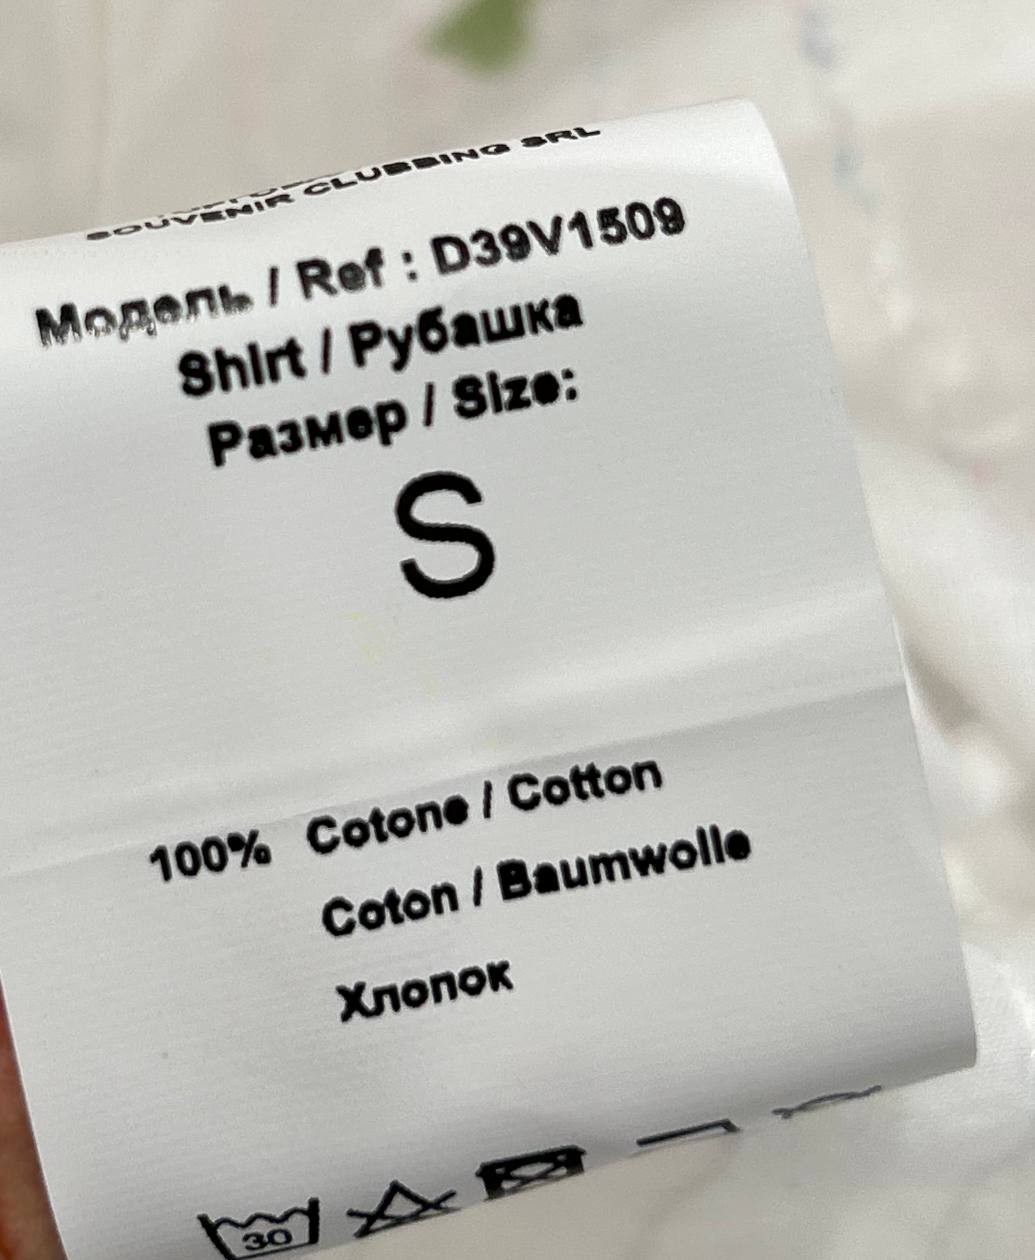 SOUVENIR CLUBBING SRL
Модель / Ref : D39V1509
Shirt / Рубашка
Размер / Size:
S
100% Cotone / Cotton
Coton / Baumwolle
Хлопок
30